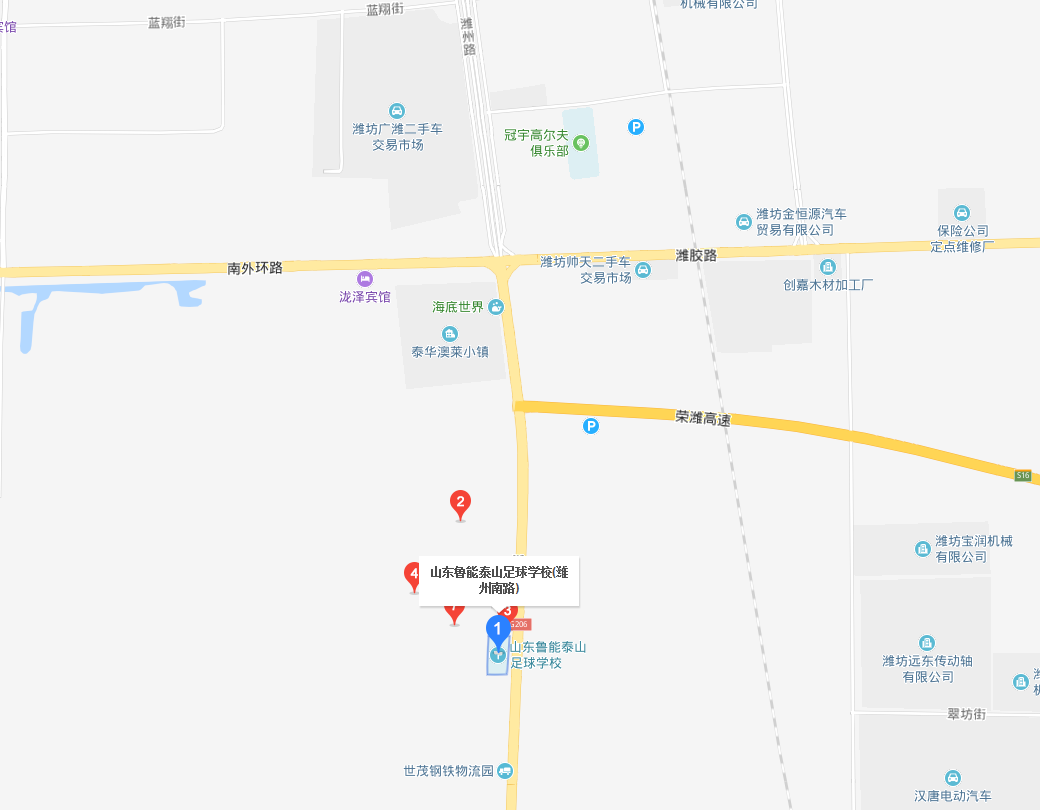 机械有限公司
蓝翔街
蓝翔街
宾馆
潍州路
潍坊广潍二手车
交易市场
冠宇高尔夫
俱乐部
P
潍坊金恒源汽车
贸易有限公司
保险公司
定点维修厂
潍胶路
南外环路
潍坊帅天二手车
交易市场
创嘉木材加工厂
泷泽宾馆
海底世界
泰华澳莱小镇
荣潍高速
P
S16
2
潍坊宝润机械
有限公司
4
山东鲁能泰山足球学校(潍
州南路)
7
3
S206
1
山东鲁能泰山
足球学校
潍坊远东传动轴
有限公司
翠坊街
世茂钢铁物流园
汉唐电动汽车